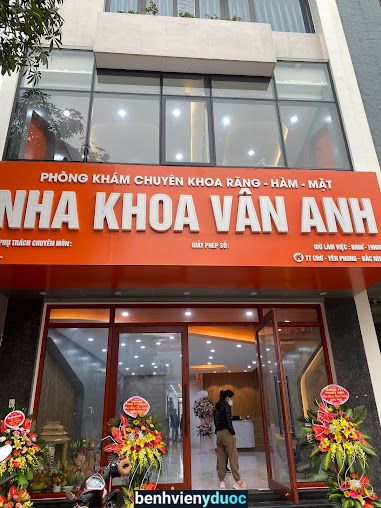 PHÒNG KHÁM CHUYÊN KHOA RĂNG - HÀM - MẶT
NHA KHOA VÂN ANH
PHỤ TRÁCH CHUYÊN MÔN:
GIẤY PHÉP SỐ:
GIỜ LÀM VIỆC :
TT CHỜ - YÊN PHONG - BẮC NINH
benhvienyduoc